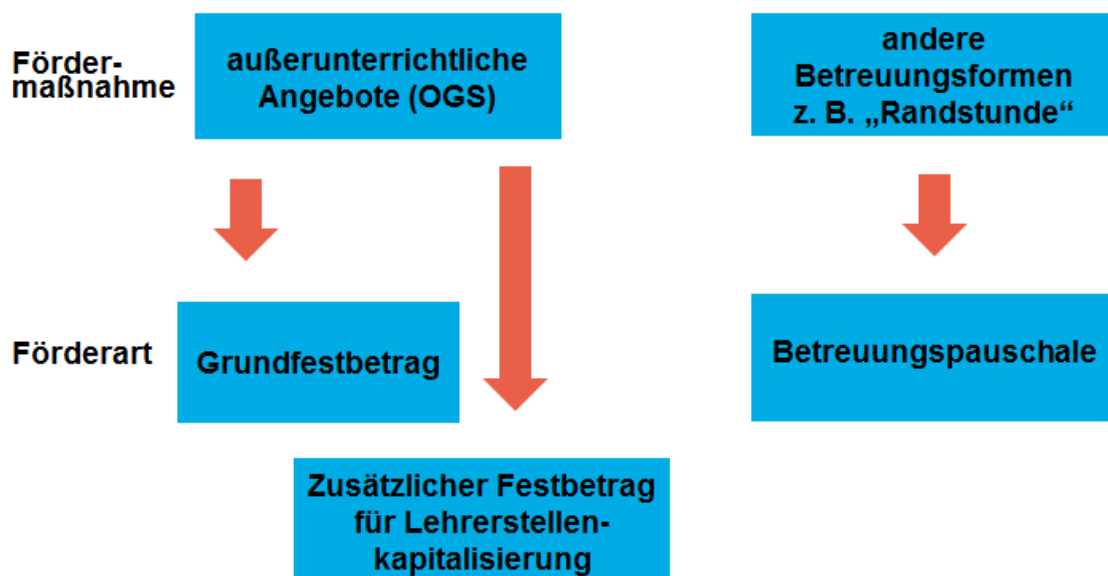 Förder-
maßnahme
außerunterrichtliche
Angebote (OGS)
andere
Betreuungsformen
z. B. „Randstunde“
Förderart
Grundfestbetrag
Betreuungspauschale
Zusätzlicher Festbetrag
für Lehrerstellen-
kapitalisierung